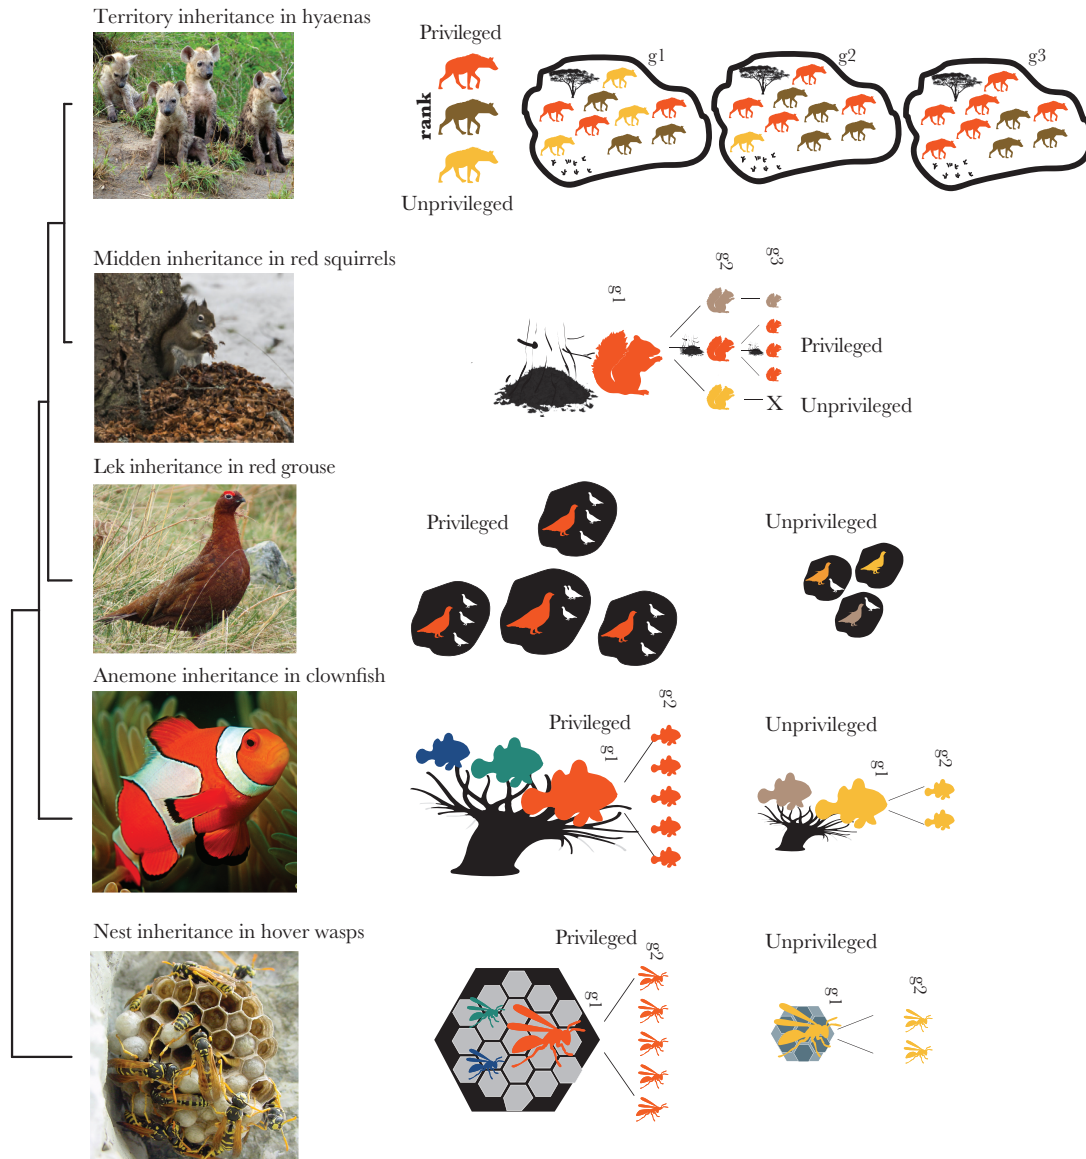 Territory inheritance in hyaenas
Privileged
rank
Unprivileged
g1
g2
g3
Midden inheritance in red squirrels
g1
g2
g3
Privileged
X
Unprivileged
Lek inheritance in red grouse
Privileged
Unprivileged
Anemone inheritance in clownfish
Privileged
g1
g2
Unprivileged
g1
g2
Nest inheritance in hover wasps
Privileged
g1
g2
Unprivileged
g1
g2